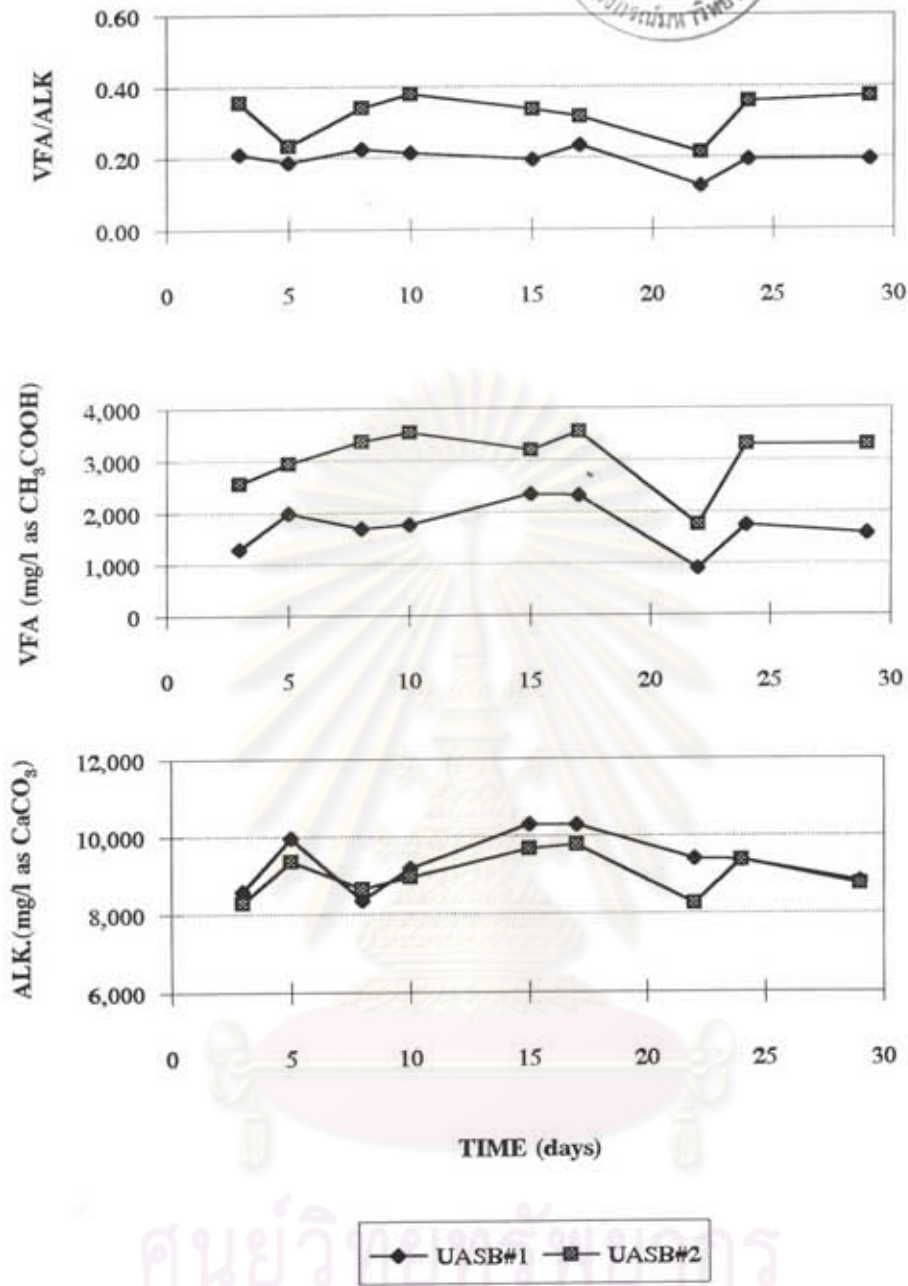 0.60
0.40
0.20
0.00
VFA/ALK
0 5 10 15 20 25 30
4,000
3,000
2,000
1,000
0
VFA (mg/l as CH₃COOH)
0 5 10 15 20 25 30
12,000
10,000
8,000
6,000
ALK.(mg/l as CaCO₃)
0 5 10 15 20 25 30
TIME (days)
UASB#1 UASB#2